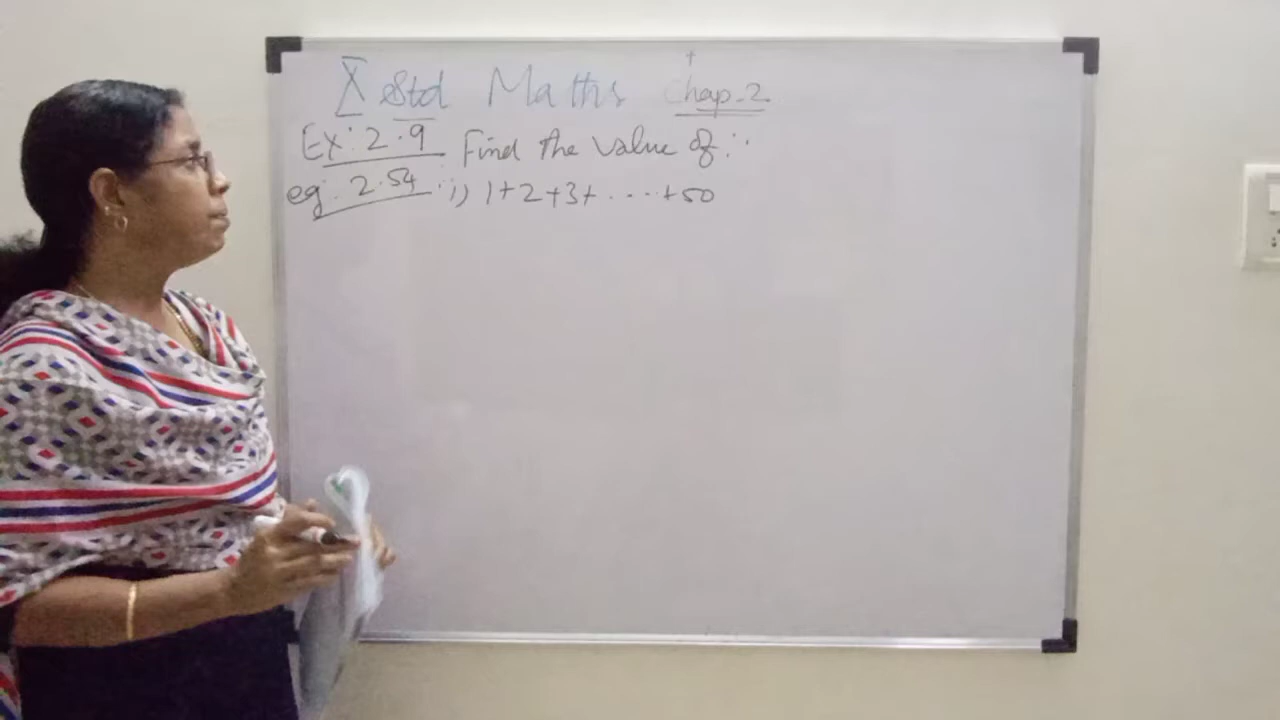 X Std Maths Chap-2
Ex: 2.9 Find the value of:
eg: 2.54: i) 1+2+3+.....+50